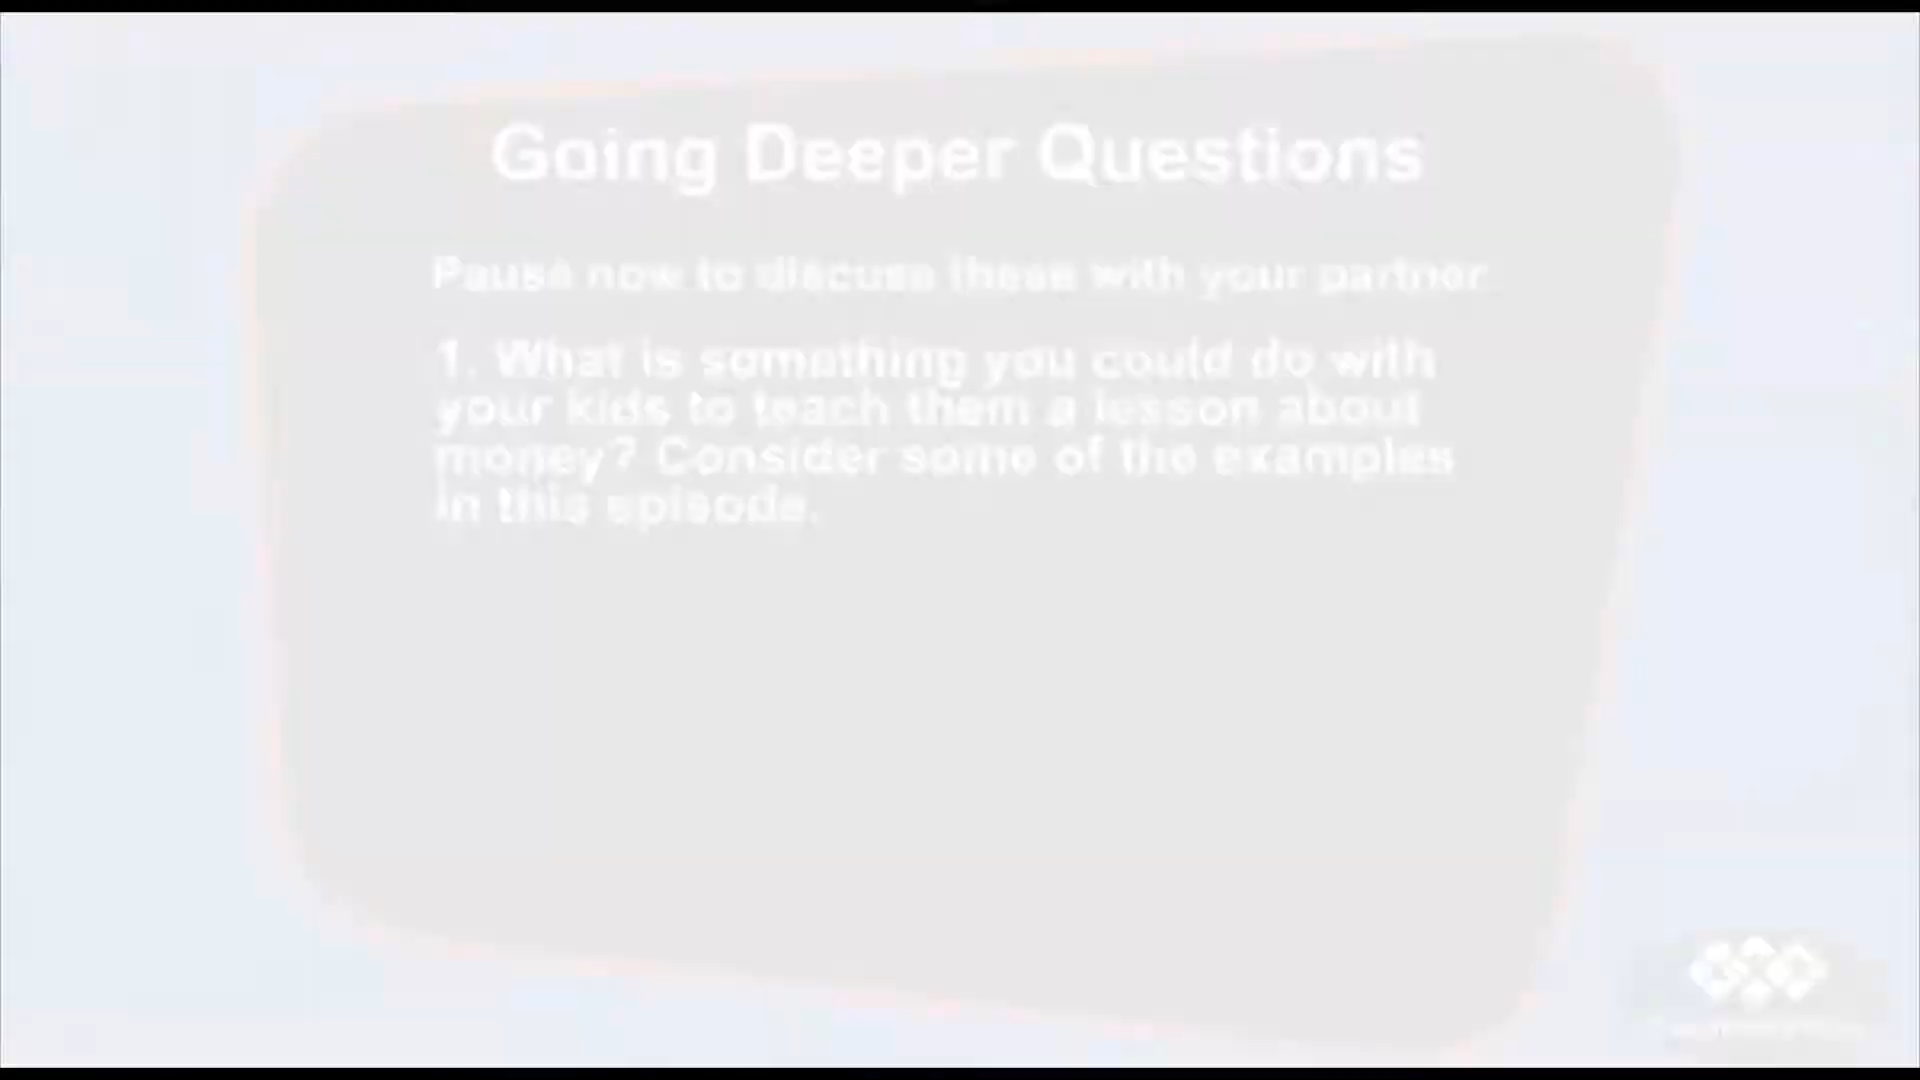 Going Deeper Questions
Pause now to discuss these with your partner
1. What is something you could do with
your kids to teach them a lesson about
money? Consider some of the examples
in this episode.